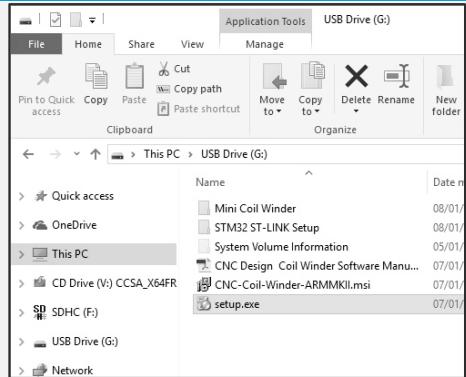 Application Tools USB Drive (G:)
File Home Share View Manage
Pin to Quick access
Copy
Paste
Cut
Copy path
Paste shortcut
Move to
Copy to
Delete
Rename
New folder
Clipboard
Organize
This PC > USB Drive (G:)
Name Date m
Quick access
OneDrive
This PC
CD Drive (V:) CCSA_X64FR
SDHC (F:)
USB Drive (G:)
Network
Mini Coil Winder 08/01/
STM32 ST-LINK Setup 08/01/
System Volume Information 05/01/
CNC Design Coil Winder Software Manu... 07/01/
CNC-Coil-Winder-ARMMKII.msi 07/01/
setup.exe 07/01/